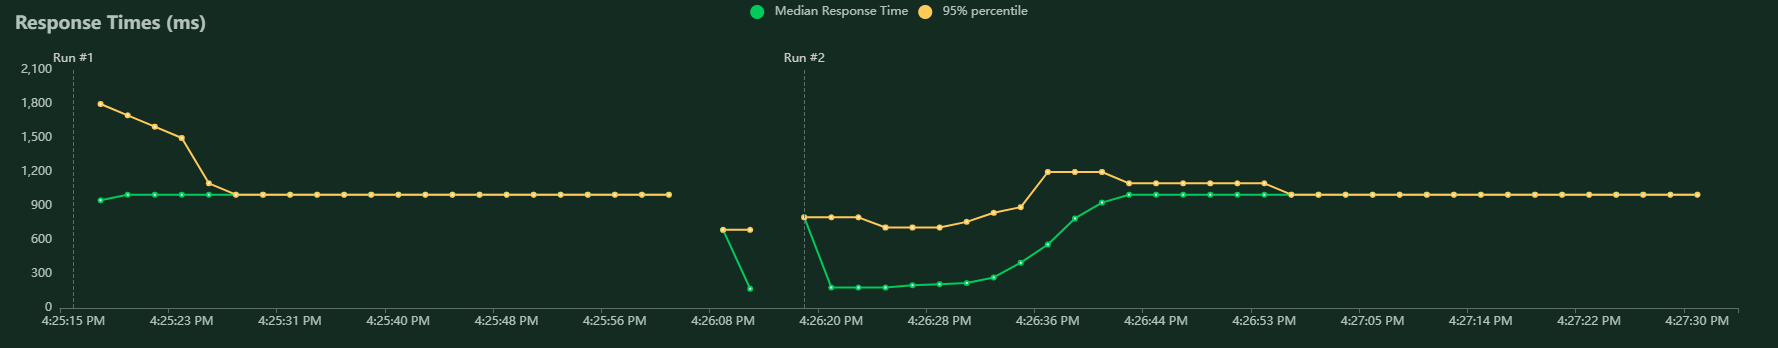 Response Times (ms)
Median Response Time
95% percentile
Run #1
Run #2
2,100
1,800
1,500
1,200
900
600
300
0
4:25:15 PM
4:25:23 PM
4:25:31 PM
4:25:40 PM
4:25:48 PM
4:25:56 PM
4:26:08 PM
4:26:20 PM
4:26:28 PM
4:26:36 PM
4:26:44 PM
4:26:53 PM
4:27:05 PM
4:27:14 PM
4:27:22 PM
4:27:30 PM